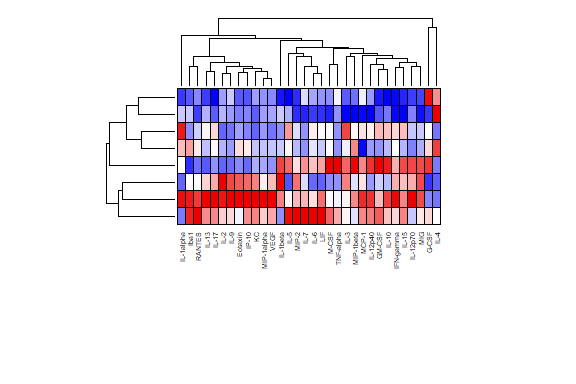 IL-1alpha
Iba1
RANTES
IL-13
IL-17
IL-2
IL-9
Eotaxin
IP-10
KC
MIP-1alpha
VEGF
IL-1beta
IL-5
MIP-2
IL-7
IL-6
LIF
M-CSF
TNF-alpha
IL-3
MIP-1beta
MCP-1
IL-12p40
GM-CSF
IL-10
IFN-gamma
IL-15
IL-12p70
MIG
G-CSF
IL-4